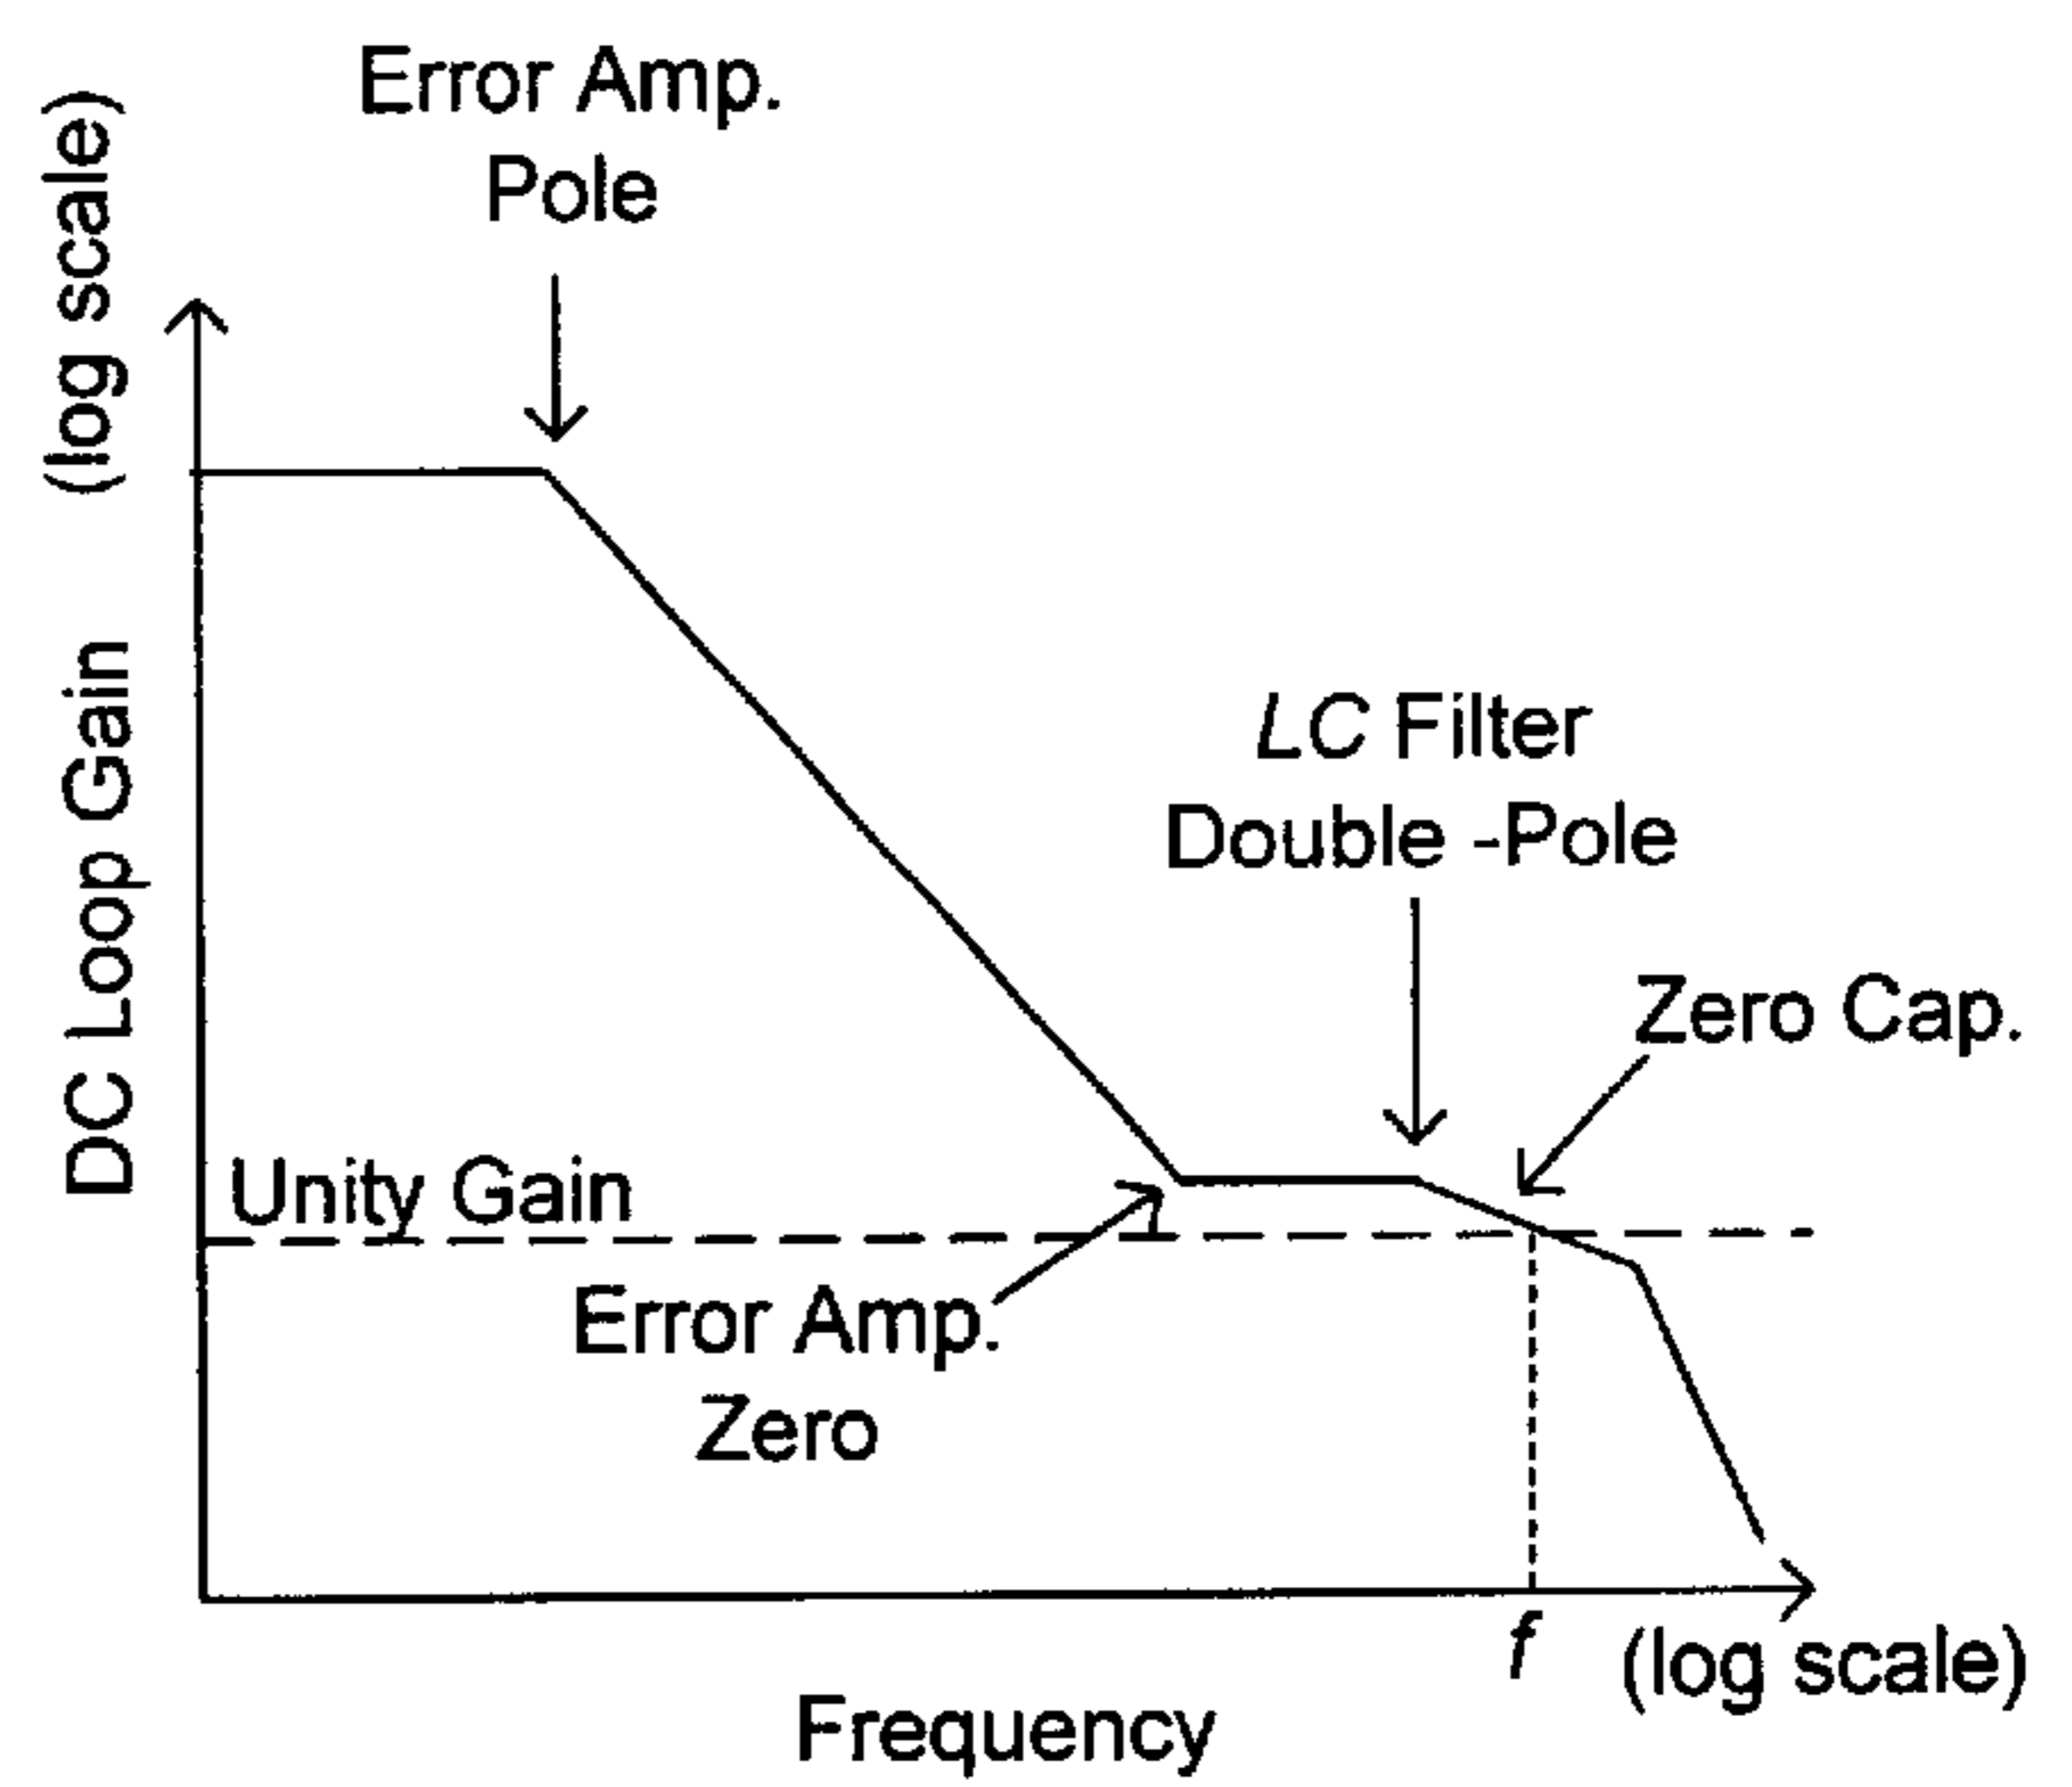 Error Amp.
Pole
DC Loop Gain (log scale)
LC Filter
Double -Pole
Zero Cap.
Unity Gain
Error Amp.
Zero
f (log scale)
Frequency